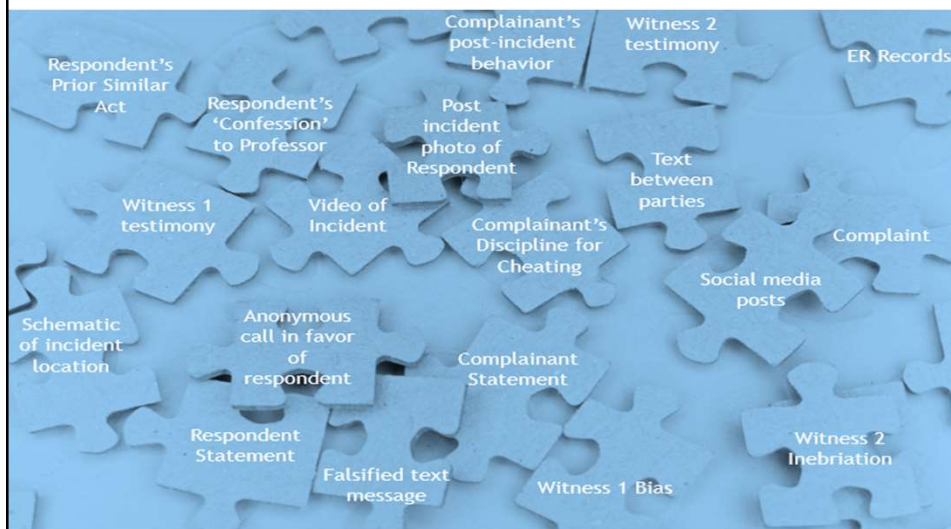 Complainant's
post-incident
behavior
Witness 2
testimony
ER Records
Respondent's
Prior Similar
Act
Respondent's
'Confession'
to Professor
Post
incident
photo of
Respondent
Text
between
parties
Witness 1
testimony
Video of
Incident
Complainant's
Discipline for
Cheating
Complaint
Social media
posts
Schematic
of incident
location
Anonymous
call in favor
of
respondent
Complainant
Statement
Respondent
Statement
Falsified text
message
Witness 1 Bias
Witness 2
Inebriation